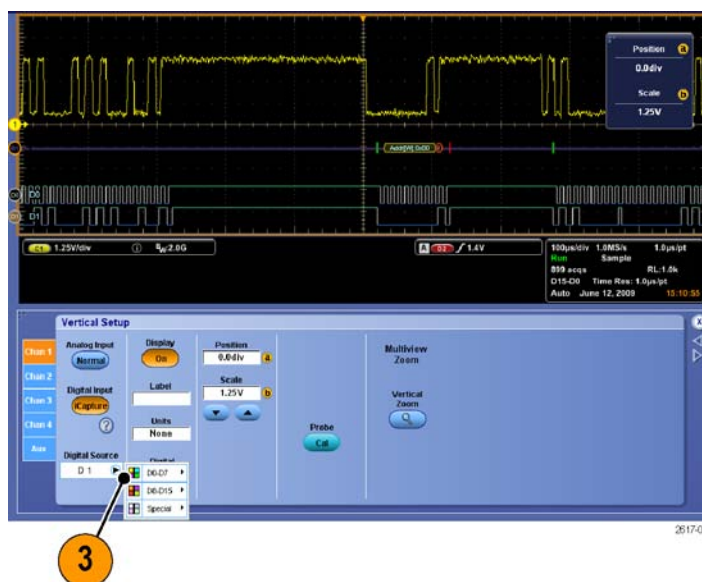 Position a
0.0div
Scale b
1.25V
1
Addr[W]:0x00
D0
D1
C1 1.25V/div BW:2.0G
A 1.4V
100µs/div 1.0MS/s 1.0µs/pt
Run Sample
899 acqs RL:1.0k
D15-D0 Time Res: 1.0µs/pt
Auto June 12, 2009 15:10:55
Vertical Setup
X
Chan 1
Chan 2
Chan 3
Chan 4
Aux
Analog Input
Normal
Digital Input
iCapture
?
Digital Source
D 1
Display
On
Label
Units
None
Digital
D0-D7
D8-D15
Special
Position
0.0div a
Scale
1.25V b
Probe
Cal
Multiview
Zoom
Vertical
Zoom
3